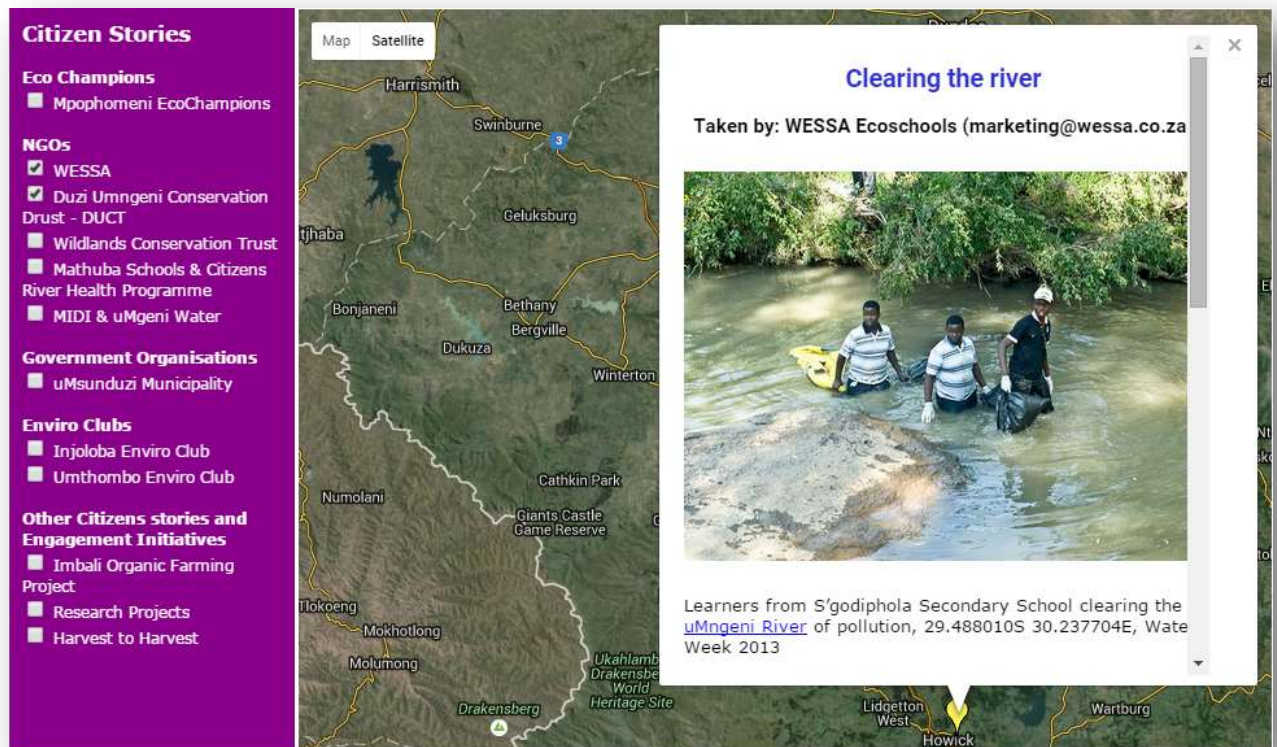 Citizen Stories
Eco Champions
Mpophomeni EcoChampions
NGOs
WESSA
Duzi Umngeni Conservation
Drust - DUCT
Wildlands Conservation Trust
Mathuba Schools & Citizens
River Health Programme
MIDI & uMgeni Water
Government Organisations
uMsunduzi Municipality
Enviro Clubs
Injoloba Enviro Club
Umthombo Enviro Club
Other Citizens stories and
Engagement Initiatives
Imbali Organic Farming
Project
Research Projects
Harvest to Harvest
Map Satellite
Harrismith
Swinburne
3
Geluksburg
tjhaba
Bonjaneni
Bethany
Bergville
Dukuza
Winterton
Cathkin Park
Numolani
Giants Castle
Game Reserve
Tlokoeng
Mokhotlong
Molumong
Ukahlamb
Drakensbe
World
Heritage Site
Drakensberg
Clearing the river
Taken by: WESSA Ecoschools (marketing@wessa.co.za
Learners from S'godiphola Secondary School clearing the
uMngeni River of pollution, 29.488010S 30.237704E, Wate
Week 2013
Lidgetton
West
Howick
Wartburg